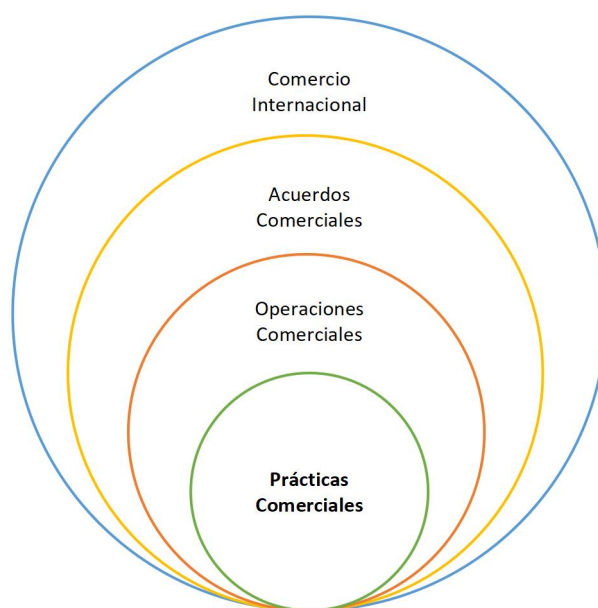 Comercio
Internacional
Acuerdos
Comerciales
Operaciones
Comerciales
Prácticas
Comerciales